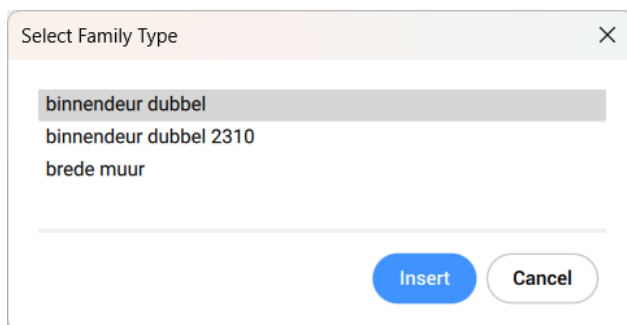 Select Family Type
binnendeur dubbel
binnendeur dubbel 2310
brede muur
Insert
Cancel